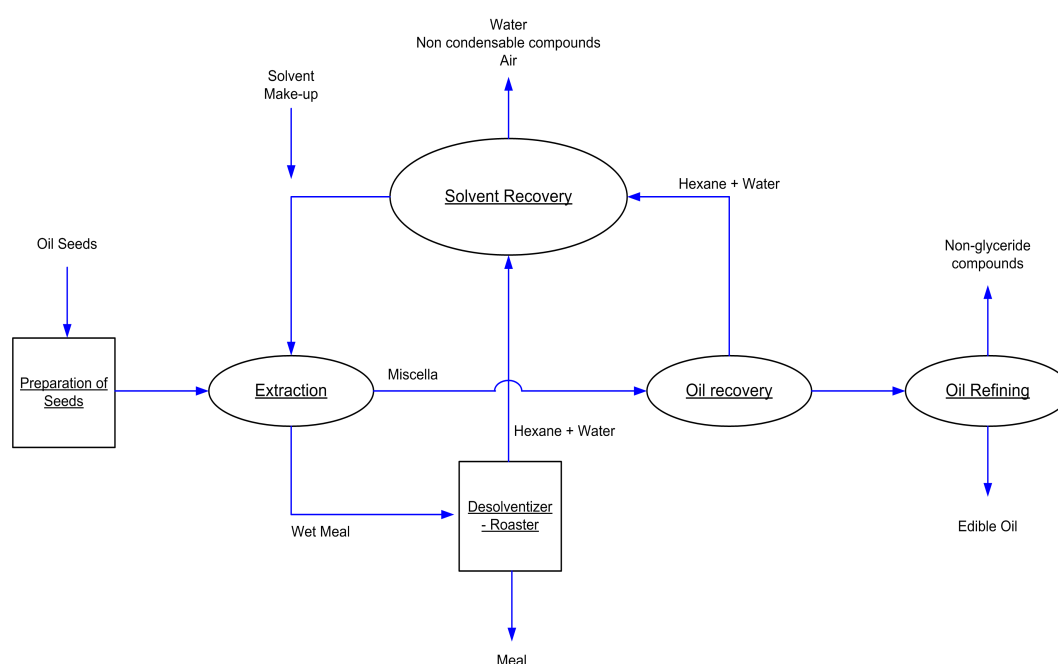 Water
Non condensable compounds
Air
Solvent
Make-up
Solvent Recovery
Hexane + Water
Oil Seeds
Non-glyceride
compounds
Preparation of
Seeds
Extraction
Miscella
Oil recovery
Oil Refining
Hexane + Water
Desolventizer
- Roaster
Wet Meal
Edible Oil
Meal